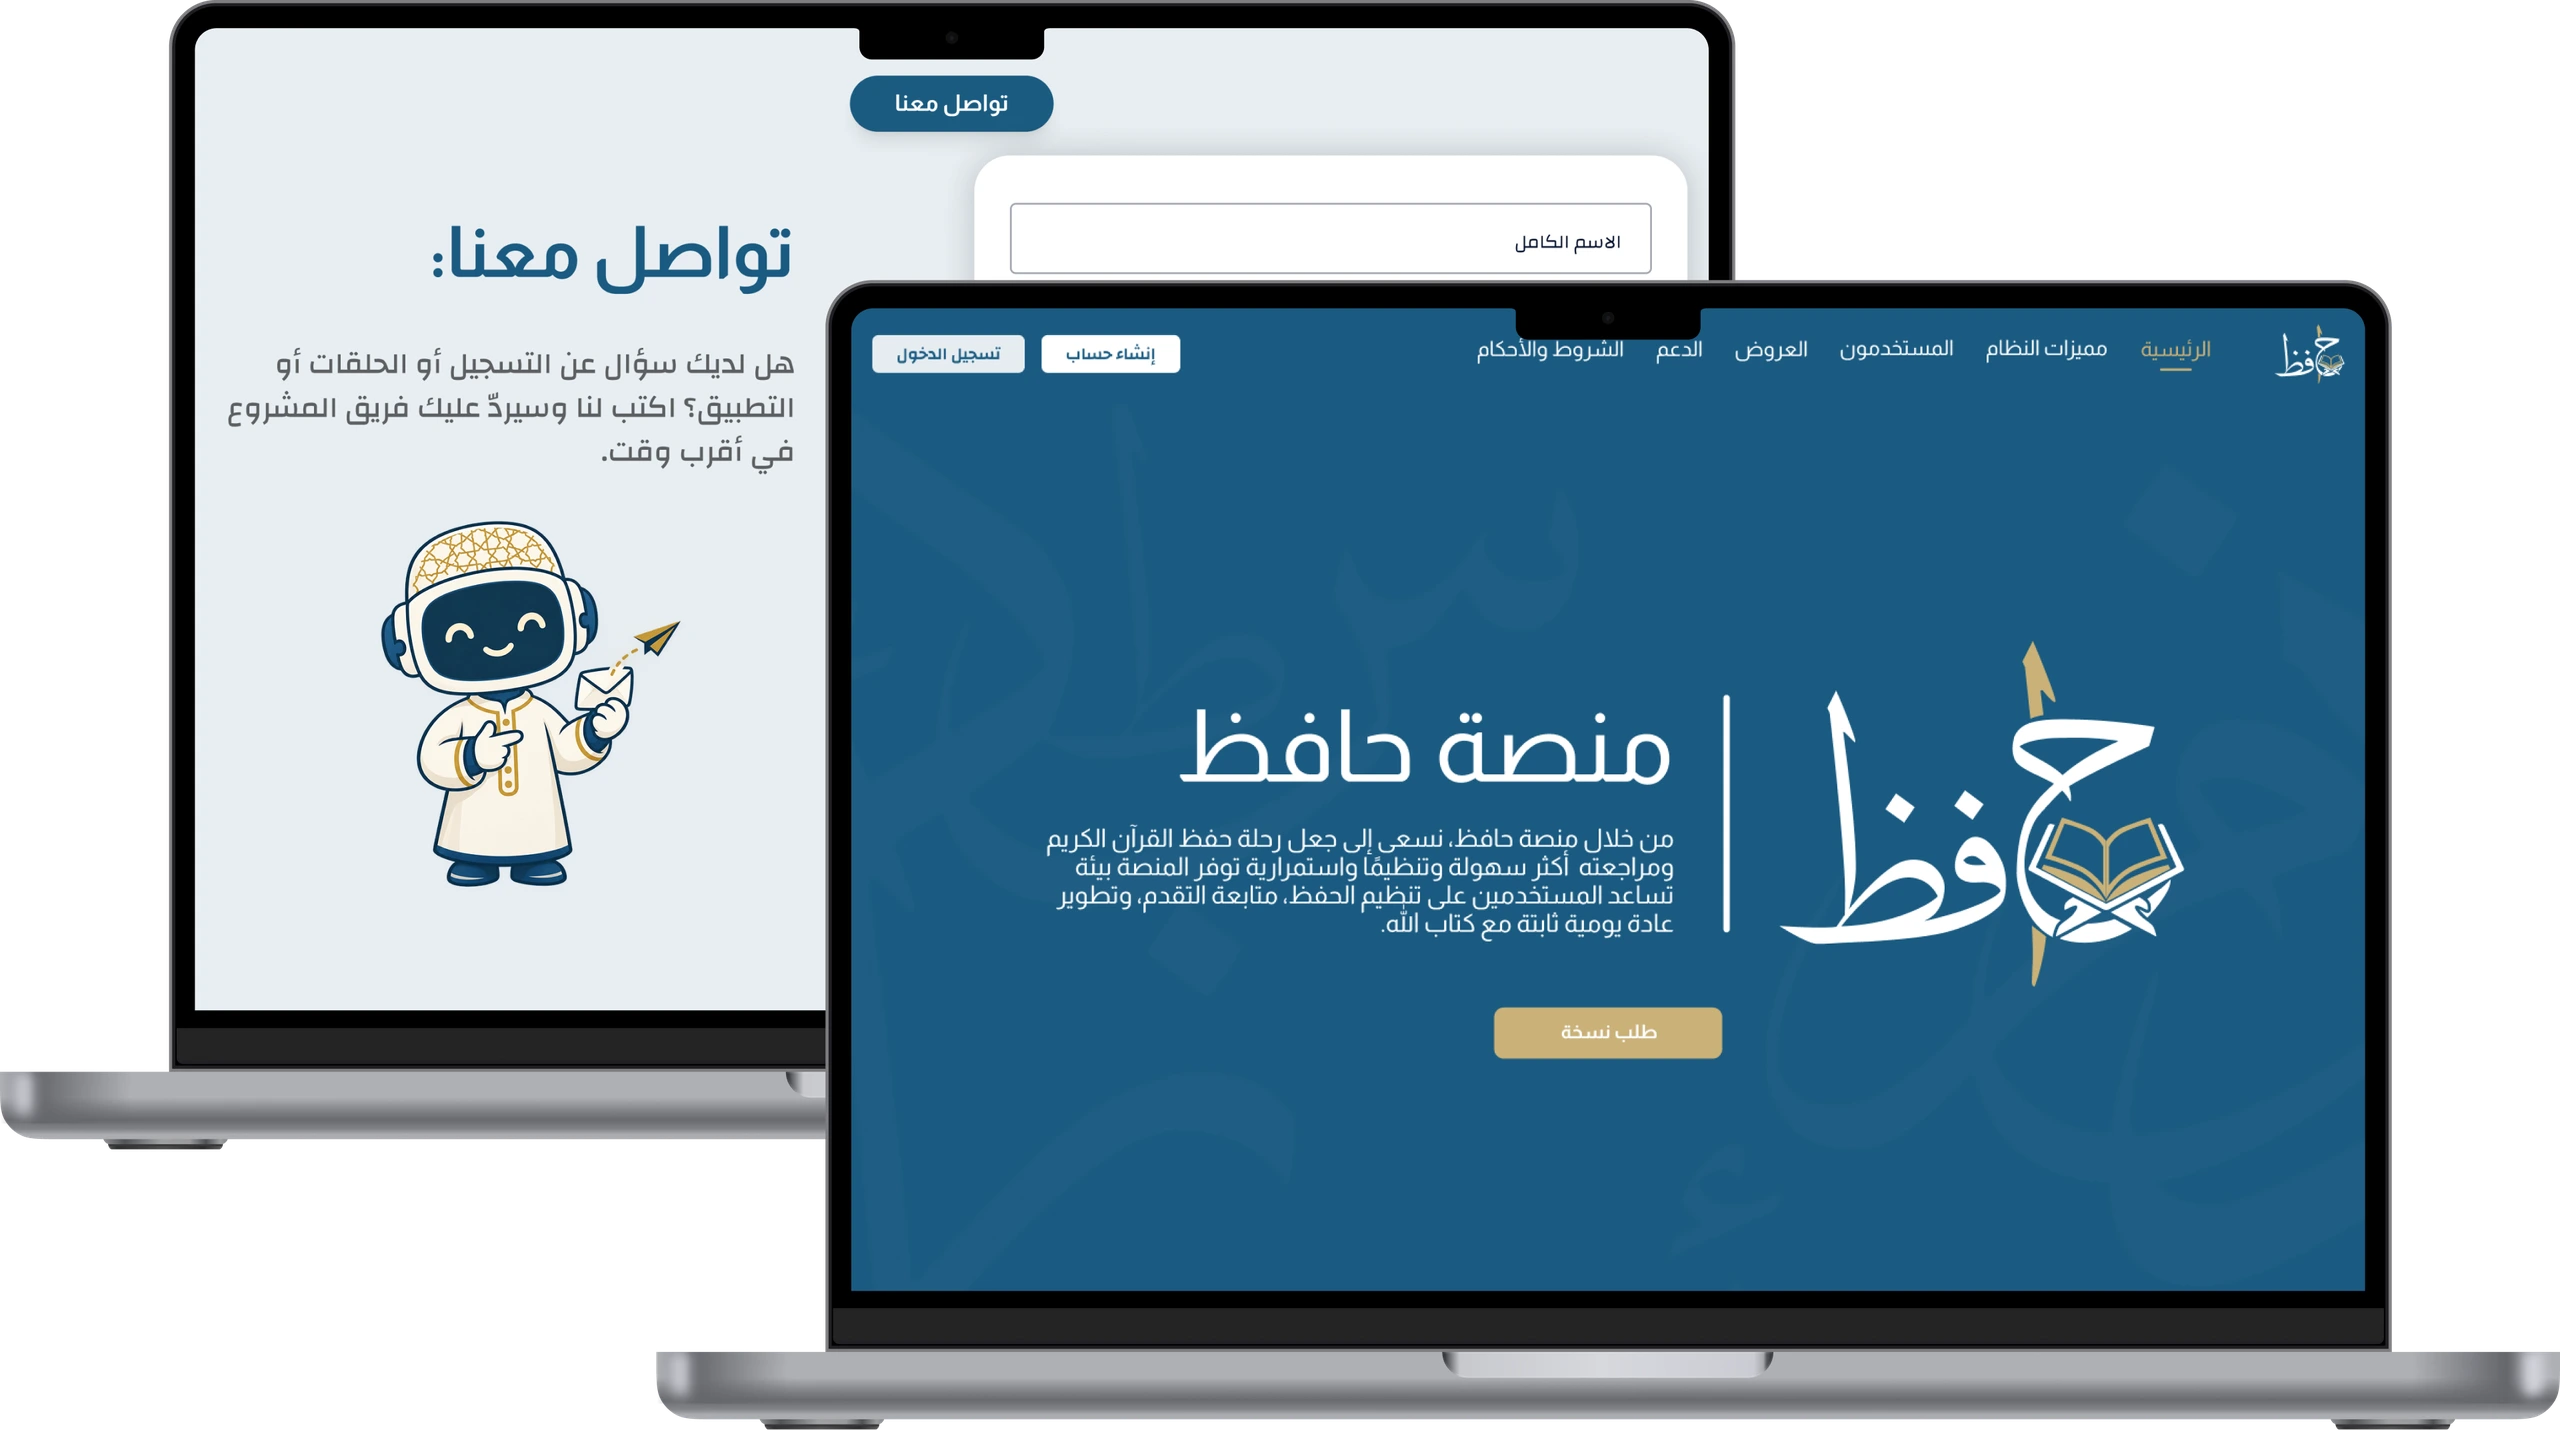 تواصل معنا
الاسم الكامل
تواصل معنا:
هل لديك سؤال عن التسجيل أو الحلقات أو
التطبيق؟ اكتب لنا وسيردّ عليك فريق المشروع
في أقرب وقت.
حافظ
الرئيسية
مميزات النظام
المستخدمون
العروض
الدعم
الشروط والأحكام
إنشاء حساب
تسجيل الدخول
حافظ
منصة حافظ
من خلال منصة حافظ، نسعى إلى جعل رحلة حفظ القرآن الكريم
ومراجعته أكثر سهولة وتنظيمًا واستمرارية توفر المنصة بيئة
تساعد المستخدمين على تنظيم الحفظ، متابعة التقدم، وتطوير
عادة يومية ثابتة مع كتاب الله.
طلب نسخة